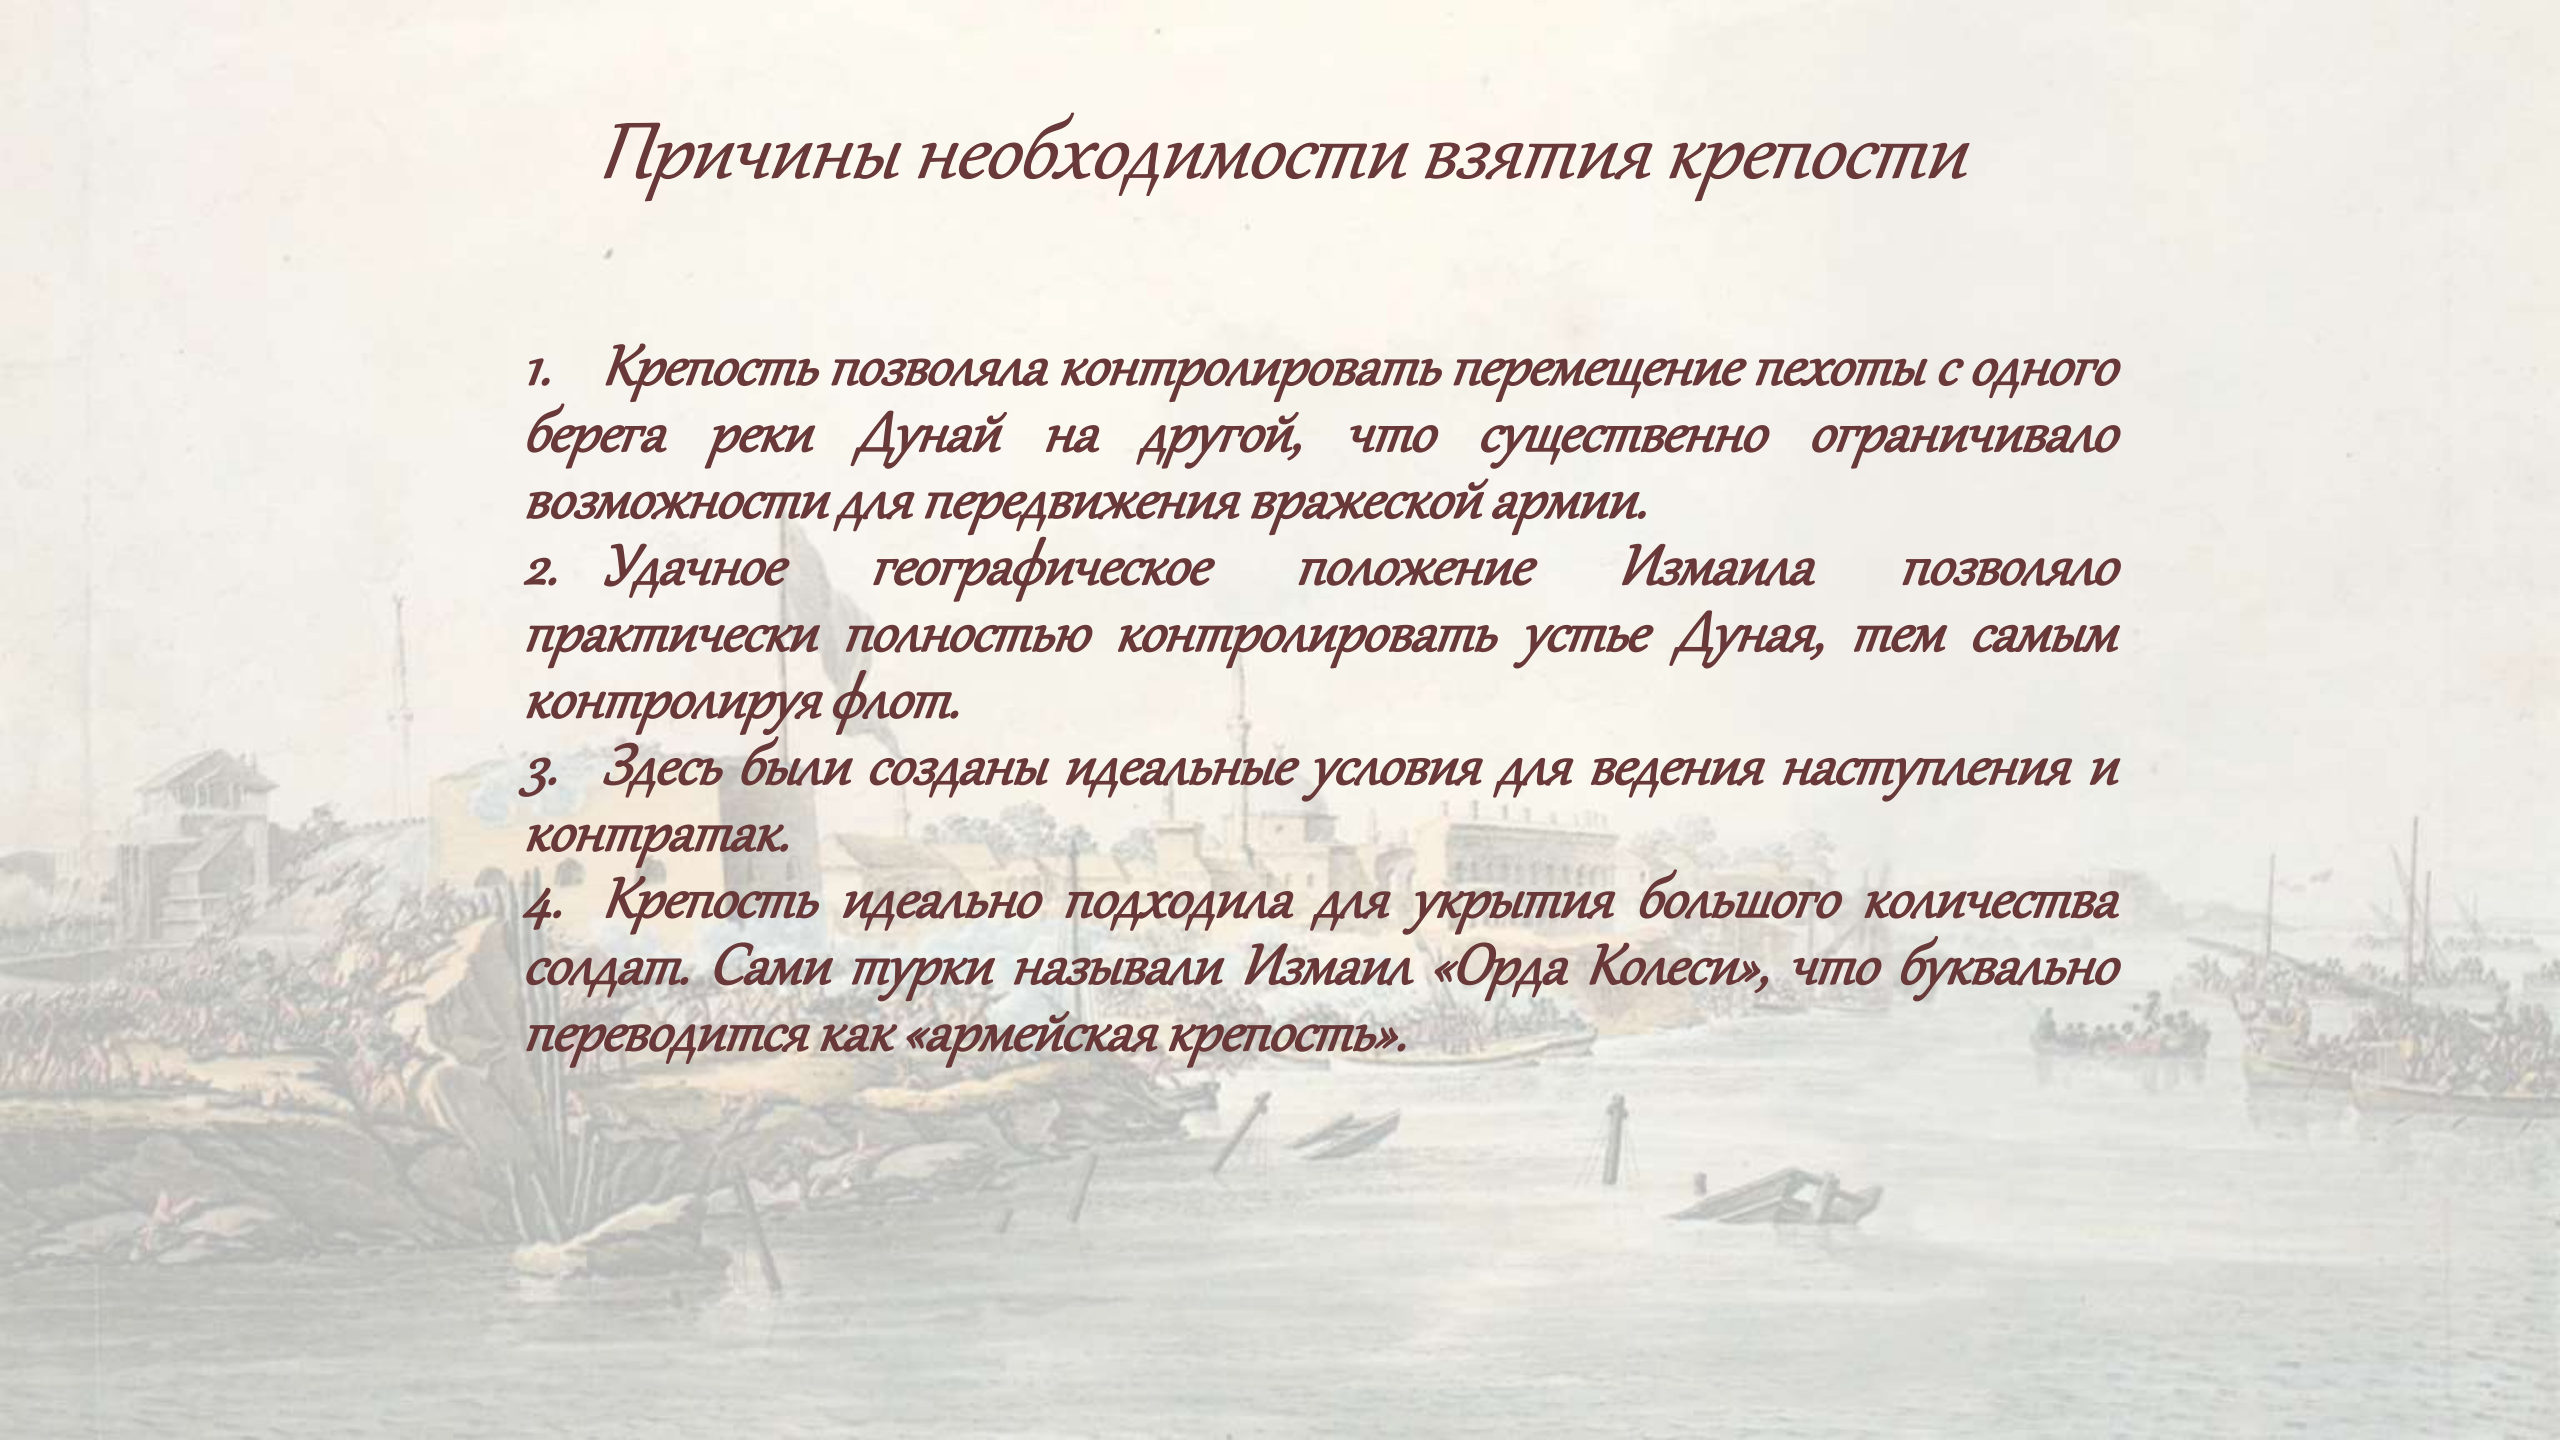 Причины необходимости взятия крепости
1. Крепость позволяла контролировать перемещение пехоты с одного
берега реки Дунай на другой, что существенно ограничивало
возможности для передвижения вражеской армии.
2. Удачное географическое положение Измаила позволяло
практически полностью контролировать устье Дуная, тем самым
контролируя флот.
3. Здесь были созданы идеальные условия для ведения наступления и
контратак.
4. Крепость идеально подходила для укрытия большого количества
солдат. Сами турки называли Измаил «Орда Колеси», что буквально
переводится как «армейская крепость».